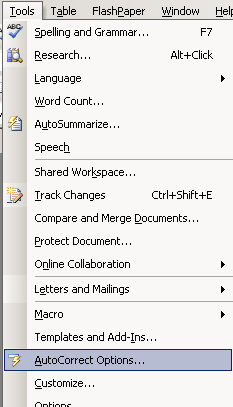 Tools Table FlashPaper Window Help
Spelling and Grammar... F7
Research... Alt+Click
Language
Word Count...
AutoSummarize...
Speech
Shared Workspace...
Track Changes Ctrl+Shift+E
Compare and Merge Documents...
Protect Document...
Online Collaboration
Letters and Mailings
Macro
Templates and Add-Ins...
AutoCorrect Options...
Customize...
Options